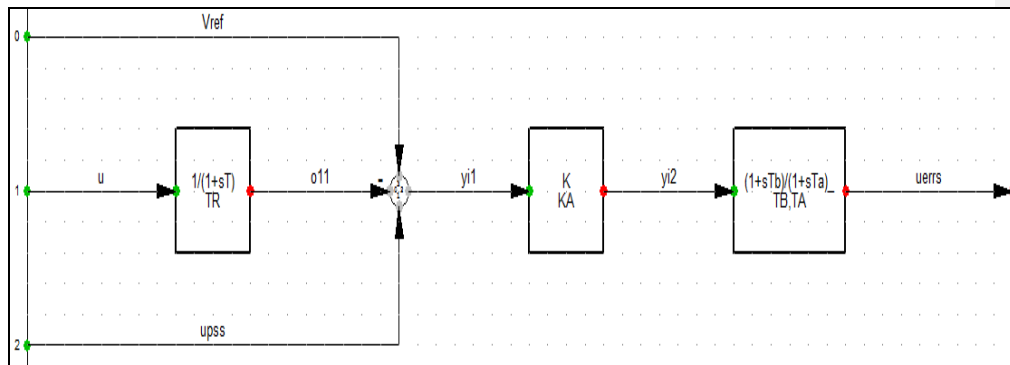 Vref
0
1/(1+sT)
TR
K
KA
(1+sTb)/(1+sTa)_
TB,TA
1
u
o11
-
yi1
yi2
uerrs
upss
2